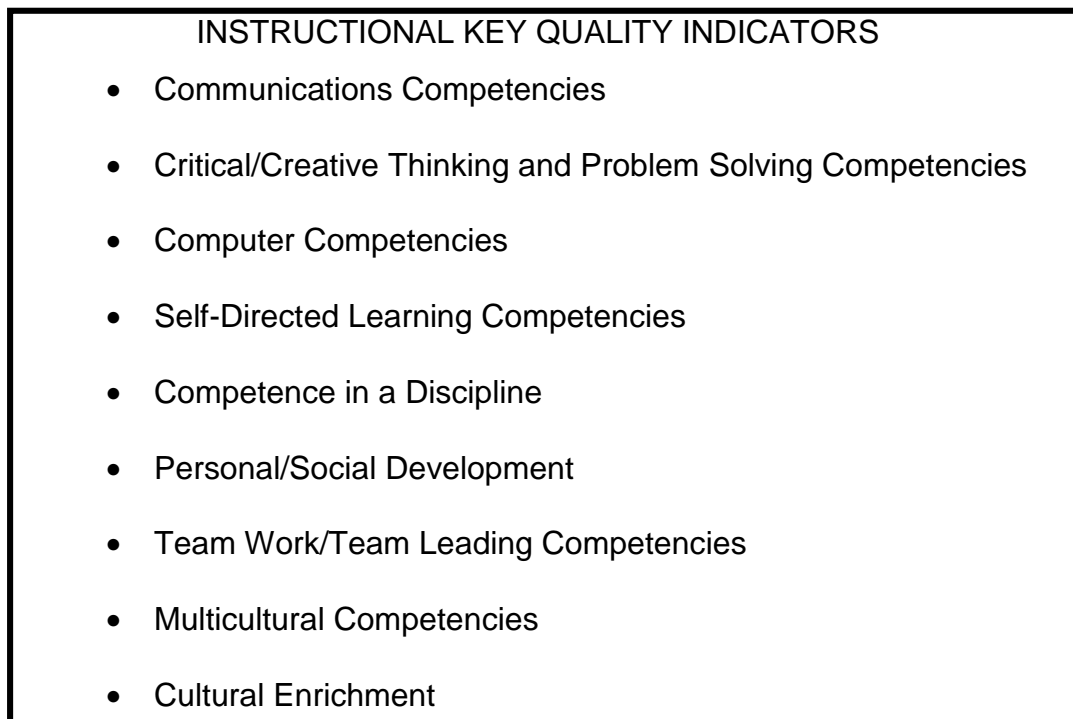 INSTRUCTIONAL KEY QUALITY INDICATORS
• Communications Competencies
• Critical/Creative Thinking and Problem Solving Competencies
• Computer Competencies
• Self-Directed Learning Competencies
• Competence in a Discipline
• Personal/Social Development
• Team Work/Team Leading Competencies
• Multicultural Competencies
• Cultural Enrichment